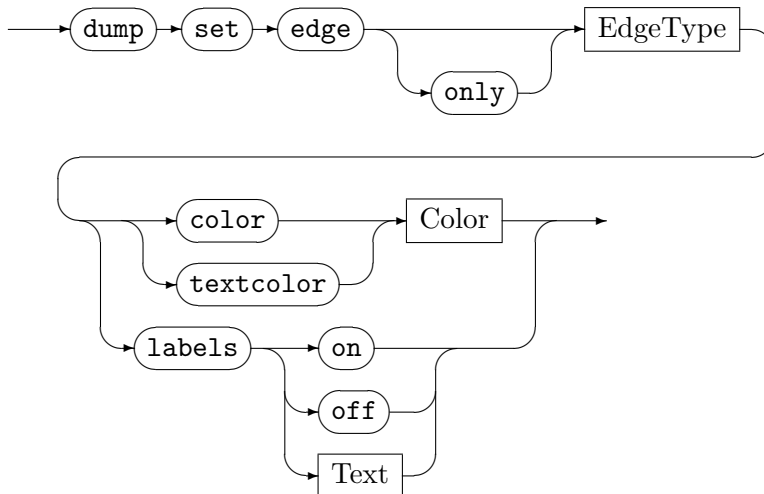 dump set edge EdgeType
only
color Color
textcolor
labels on
off
Text